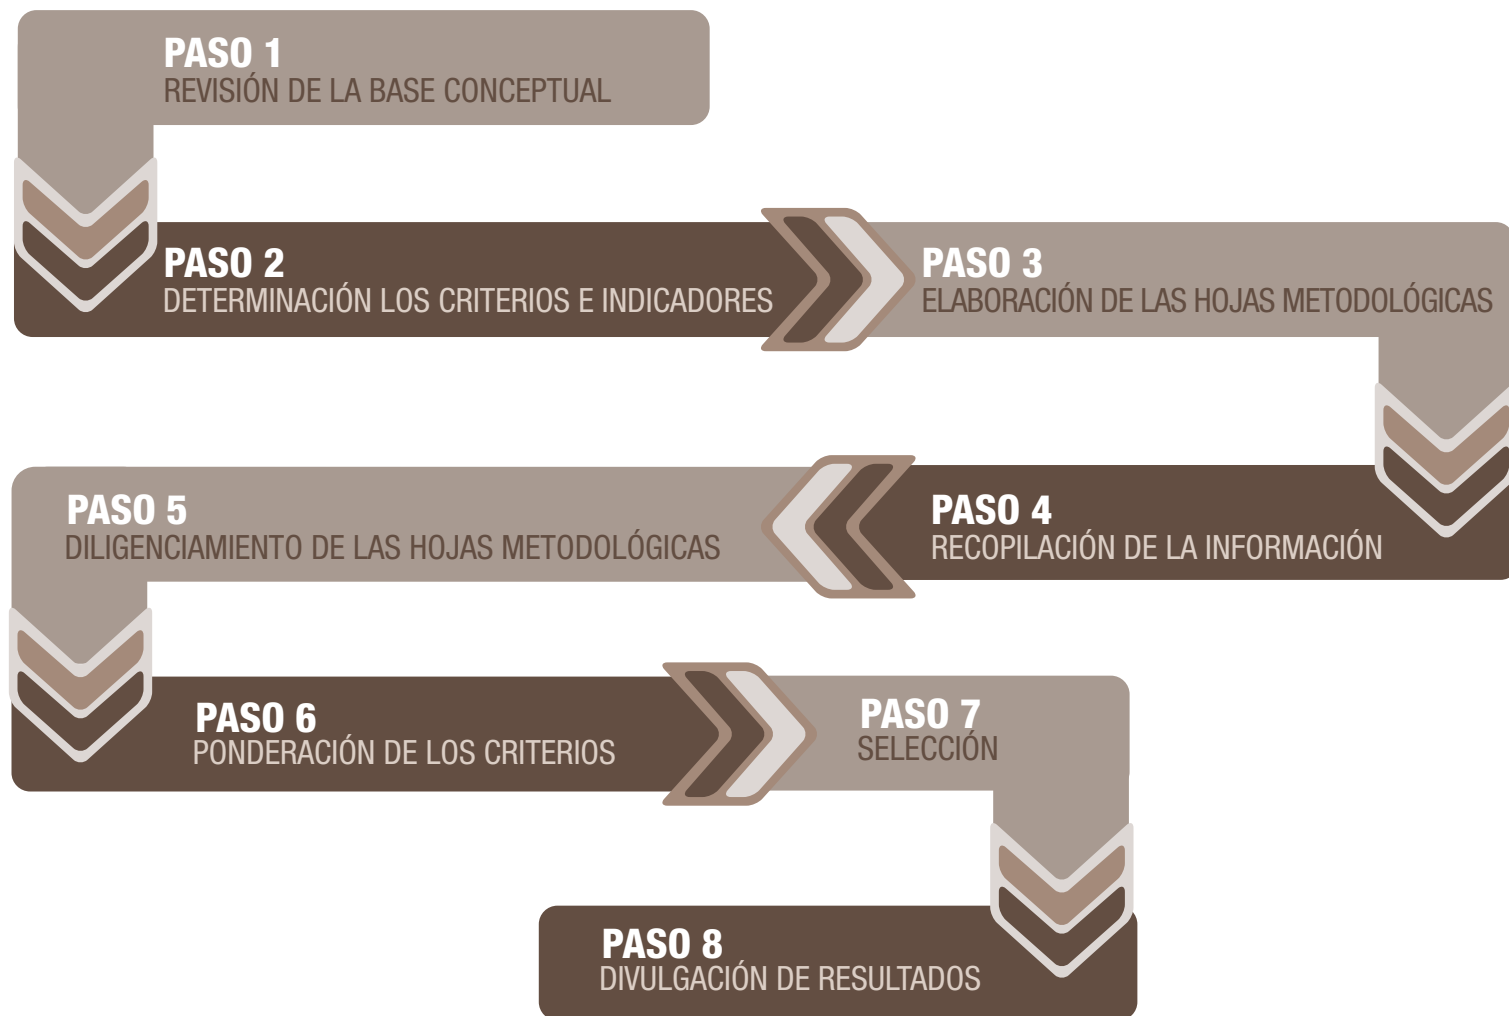 PASO 1
REVISIÓN DE LA BASE CONCEPTUAL
PASO 2
DETERMINACIÓN LOS CRITERIOS E INDICADORES
PASO 3
ELABORACIÓN DE LAS HOJAS METODOLÓGICAS
PASO 4
RECOPILACIÓN DE LA INFORMACIÓN
PASO 5
DILIGENCIAMIENTO DE LAS HOJAS METODOLÓGICAS
PASO 6
PONDERACIÓN DE LOS CRITERIOS
PASO 7
SELECCIÓN
PASO 8
DIVULGACIÓN DE RESULTADOS